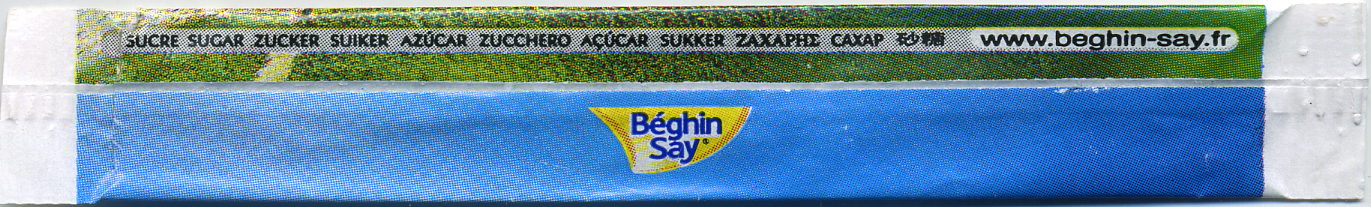 SUCRE SUGAR ZUCKER SUIKER AZÚCAR ZUCCHERO AÇÚCAR SUKKER ΖΑΧΑΡΗΣ САХАР 砂糖 www.beghin-say.fr
Béghin
Say®